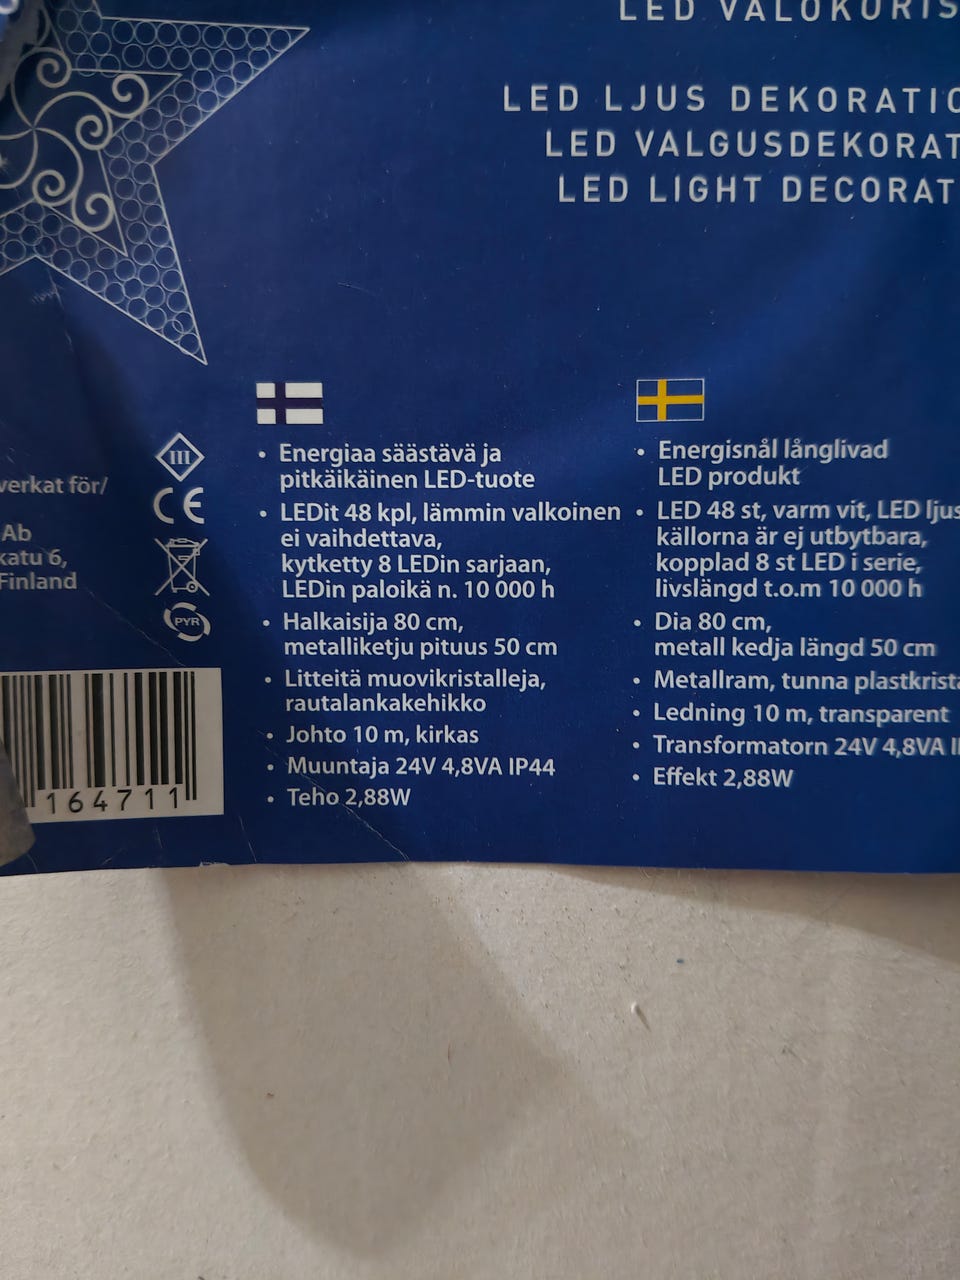 LED VALOKORIS
LED LJUS DEKORATIO
LED VALGUSDEKORAT
LED LIGHT DECORAT
verkat för/
Ab
katu 6,
Finland
III
CE
PYR
164711
• Energiaa säästävä ja
pitkäikäinen LED-tuote
• LEDit 48 kpl, lämmin valkoinen
ei vaihdettava,
kytketty 8 LEDin sarjaan,
LEDin paloikä n. 10 000 h
• Halkaisija 80 cm,
metalliketju pituus 50 cm
• Litteitä muovikristalleja,
rautalankakehikko
• Johto 10 m, kirkas
• Muuntaja 24V 4,8VA IP44
• Teho 2,88W
• Energisnål långlivad
LED produkt
• LED 48 st, varm vit, LED ljus
källorna är ej utbytbara,
kopplad 8 st LED i serie,
livslängd t.o.m 10 000 h
• Dia 80 cm,
metall kedja längd 50 cm
• Metallram, tunna plastkrista
• Ledning 10 m, transparent
• Transformatorn 24V 4,8VA I
• Effekt 2,88W